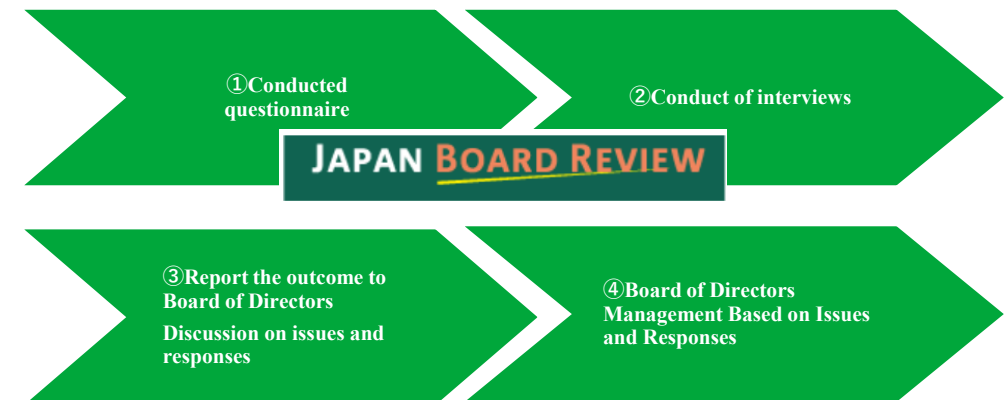 ①Conducted
questionnaire
②Conduct of interviews
JAPAN BOARD REVIEW
③Report the outcome to
Board of Directors
Discussion on issues and
responses
④Board of Directors
Management Based on Issues
and Responses